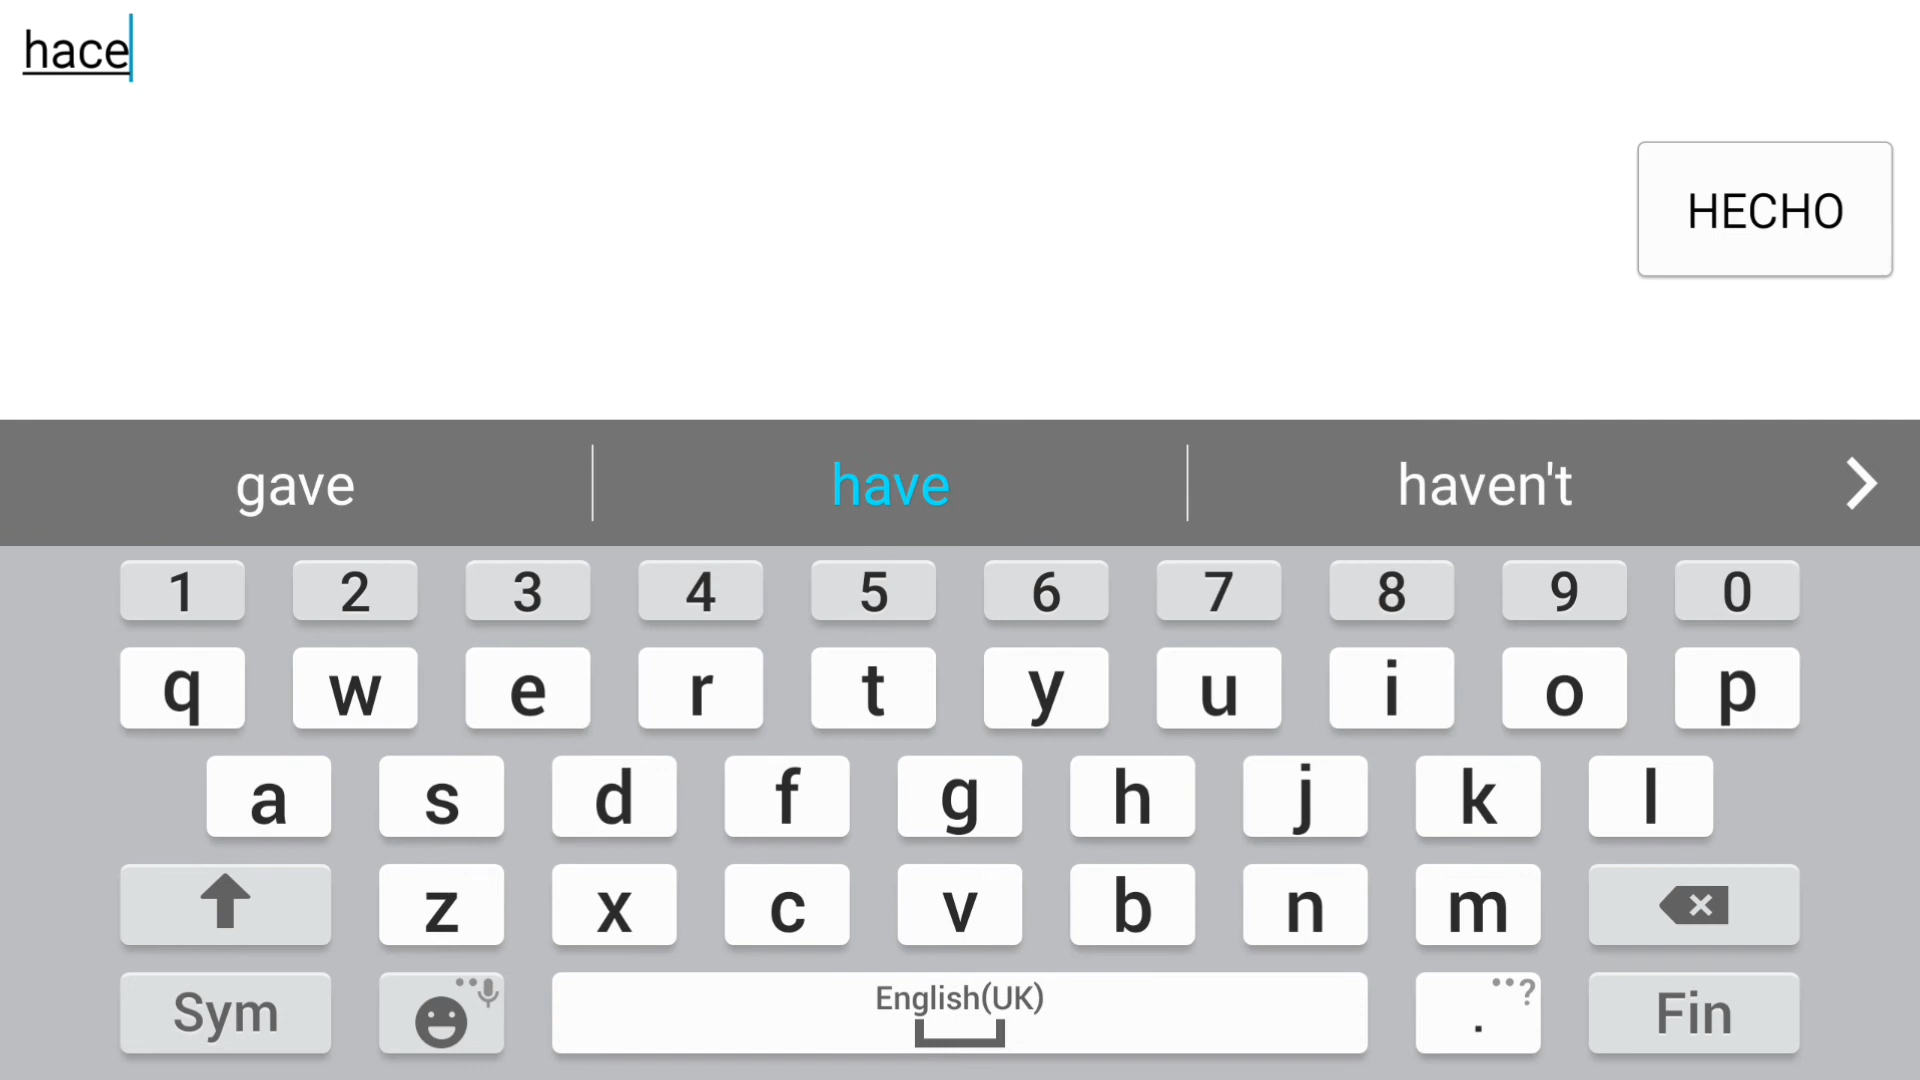 hace
HECHO
gave have haven't
1 2 3 4 5 6 7 8 9 0
q w e r t y u i o p
a s d f g h j k l
z x c v b n m
Sym English(UK) . ? Fin